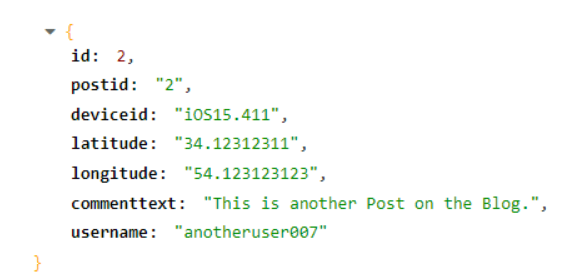 {
id: 2,
postid: "2",
deviceid: "iOS15.411",
latitude: "34.12312311",
longitude: "54.123123123",
commenttext: "This is another Post on the Blog.",
username: "anotheruser007"
}